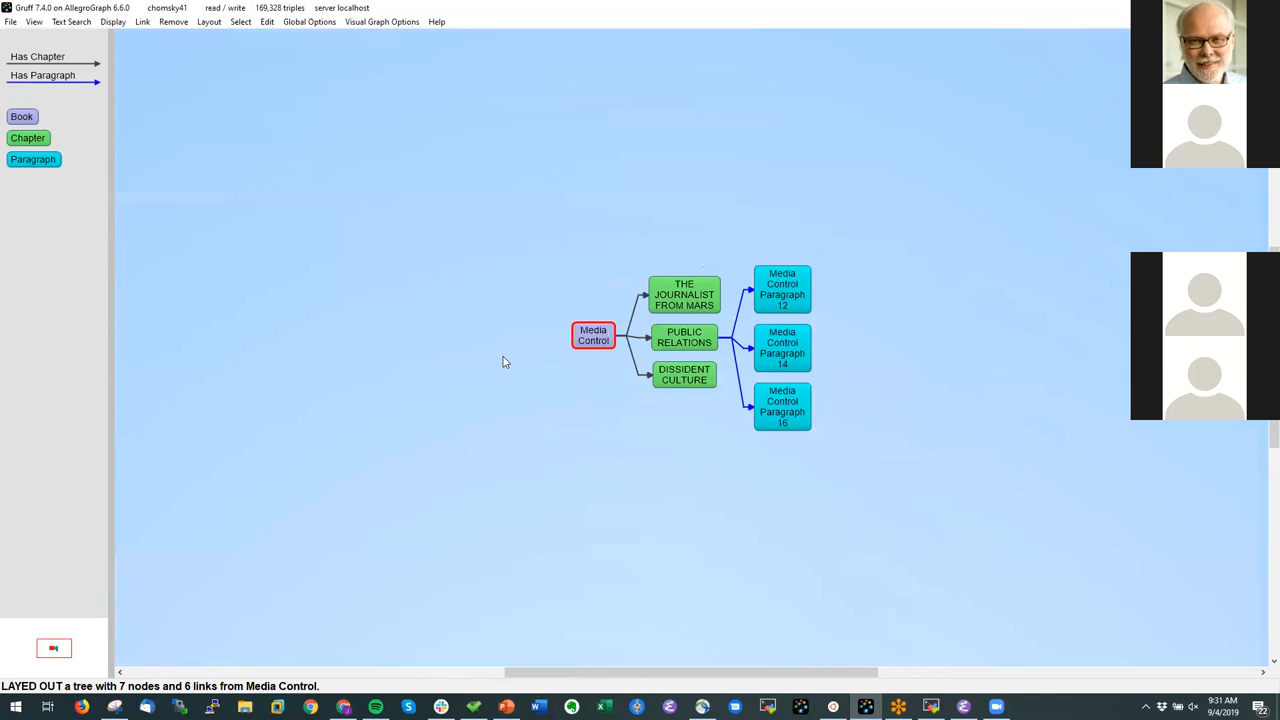 Gruff 7.4.0 on AllegroGraph 6.6.0 chomsky41 read / write 169,328 triples server localhost
File View Text Search Display Link Remove Layout Select Edit Global Options Visual Graph Options Help
Has Chapter
Has Paragraph
Book
Chapter
Paragraph
Media
Control
THE
JOURNALIST
FROM MARS
PUBLIC
RELATIONS
DISSIDENT
CULTURE
Media
Control
Paragraph
12
Media
Control
Paragraph
14
Media
Control
Paragraph
16
LAYED OUT a tree with 7 nodes and 6 links from Media Control.
9:31 AM
9/4/2019
22